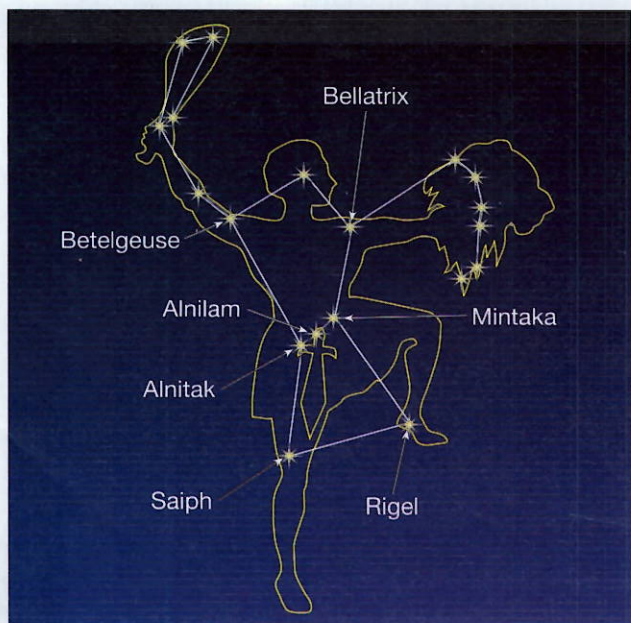 Bellatrix
Betelgeuse
Alnilam
Mintaka
Alnitak
Saiph
Rigel